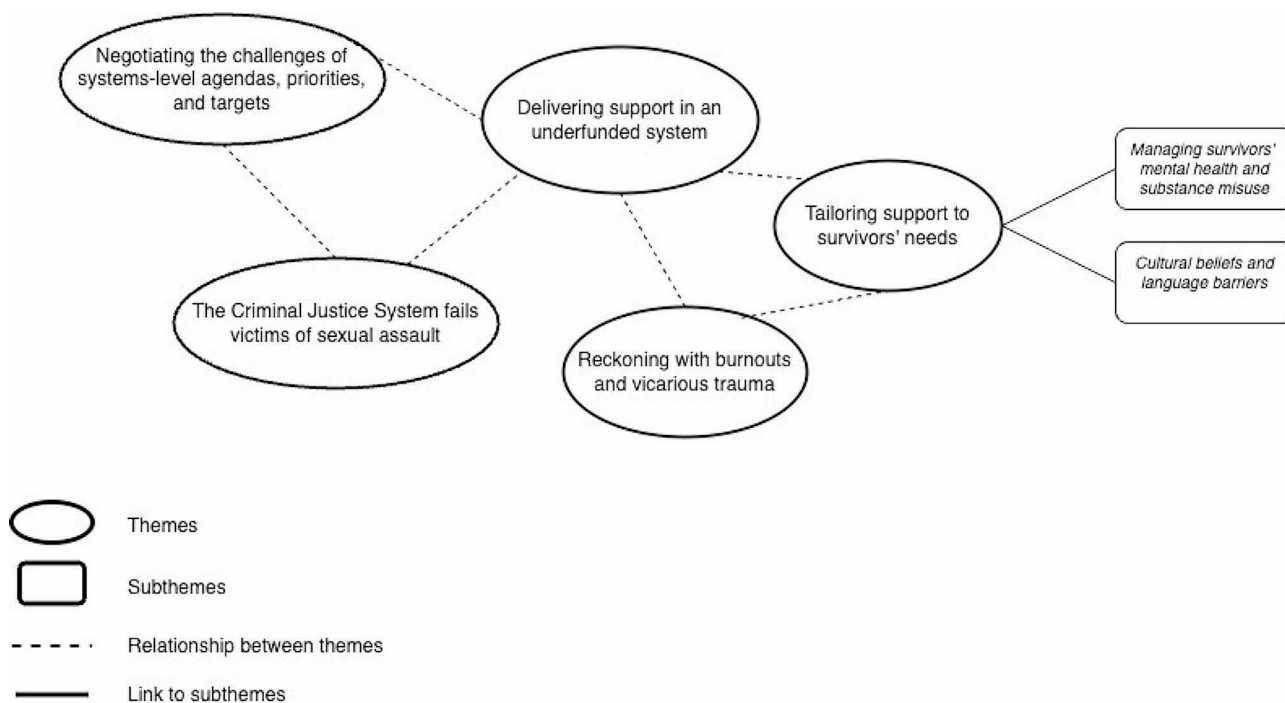 Negotiating the challenges of
systems-level agendas, priorities,
and targets
Delivering support in an
underfunded system
Managing survivors'
mental health and
substance misuse
Tailoring support to
survivors' needs
Cultural beliefs and
language barriers
The Criminal Justice System fails
victims of sexual assault
Reckoning with burnouts
and vicarious trauma
Themes
Subthemes
Relationship between themes
Link to subthemes